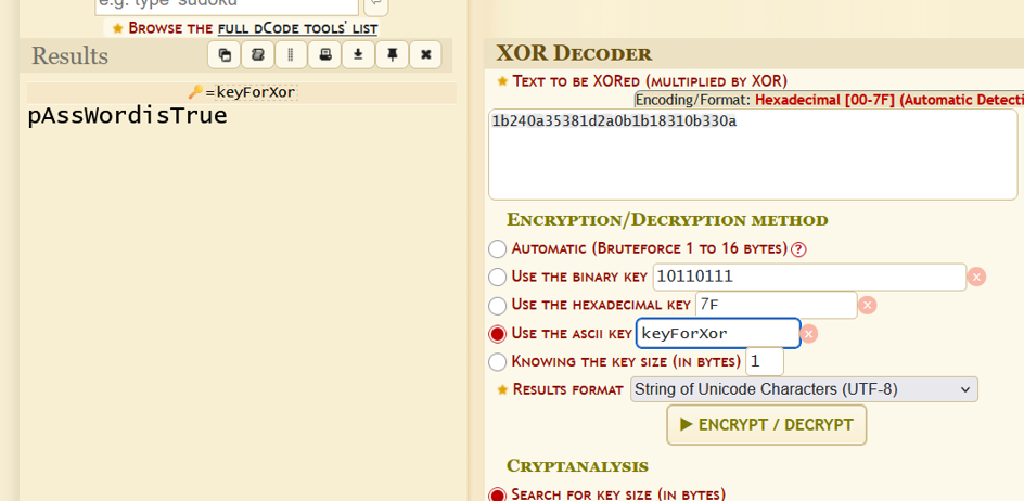 e.g. type 'sudoku'
★ BROWSE THE FULL DCODE TOOLS' LIST
Results
=keyForXor
pAssWordisTrue
XOR DECODER
★ TEXT TO BE XORED (MULTIPLIED BY XOR)
Encoding/Format: Hexadecimal [00-7F] (Automatic Detecti
1b240a35381d2a0b1b18310b330a
ENCRYPTION/DECRYPTION METHOD
AUTOMATIC (BRUTEFORCE 1 TO 16 BYTES) ?
USE THE BINARY KEY 10110111 x
USE THE HEXADECIMAL KEY 7F x
USE THE ASCII KEY keyForXor x
KNOWING THE KEY SIZE (IN BYTES) 1
★ RESULTS FORMAT String of Unicode Characters (UTF-8)
► ENCRYPT / DECRYPT
CRYPTANALYSIS
SEARCH FOR KEY SIZE (IN BYTES)